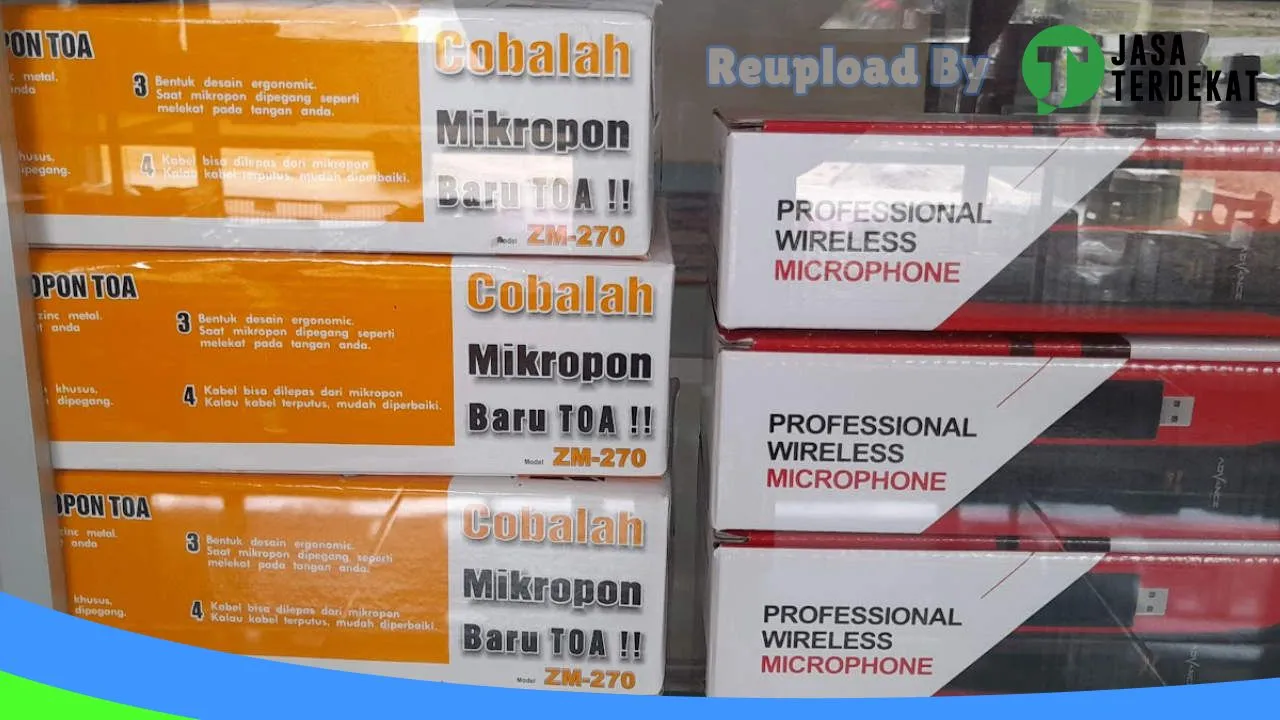 Reupload By
JASA
TERDEKAT
PON TOA
metal.
3 Bentuk desain ergonomic.
Saat mikropon dipegang seperti
melekat pada tangan anda.
4 Kabel bisa dilepas dari mikropon
Kalau kabel terputus, mudah diperbaiki.
Cobalah
Mikropon
Baru TOA !!
Model ZM-270
OPON TOA
zinc metal.
anda
3 Bentuk desain ergonomic.
Saat mikropon dipegang seperti
melekat pada tangan anda.
khusus,
dipegang.
4 Kabel bisa dilepas dari mikropon
Kalau kabel terputus, mudah diperbaiki.
Cobalah
Mikropon
Baru TOA !!
Model ZM-270
OPON TOA
zinc metal.
anda
3 Bentuk desain ergonomic.
Saat mikropon dipegang seperti
melekat pada tangan anda.
khusus,
dipegang.
4 Kabel bisa dilepas dari mikropon
Kalau kabel terputus, mudah diperbaiki.
Cobalah
Mikropon
Baru TOA !!
Model ZM-270
PROFESSIONAL
WIRELESS
MICROPHONE
PROFESSIONAL
WIRELESS
MICROPHONE
PROFESSIONAL
WIRELESS
MICROPHONE